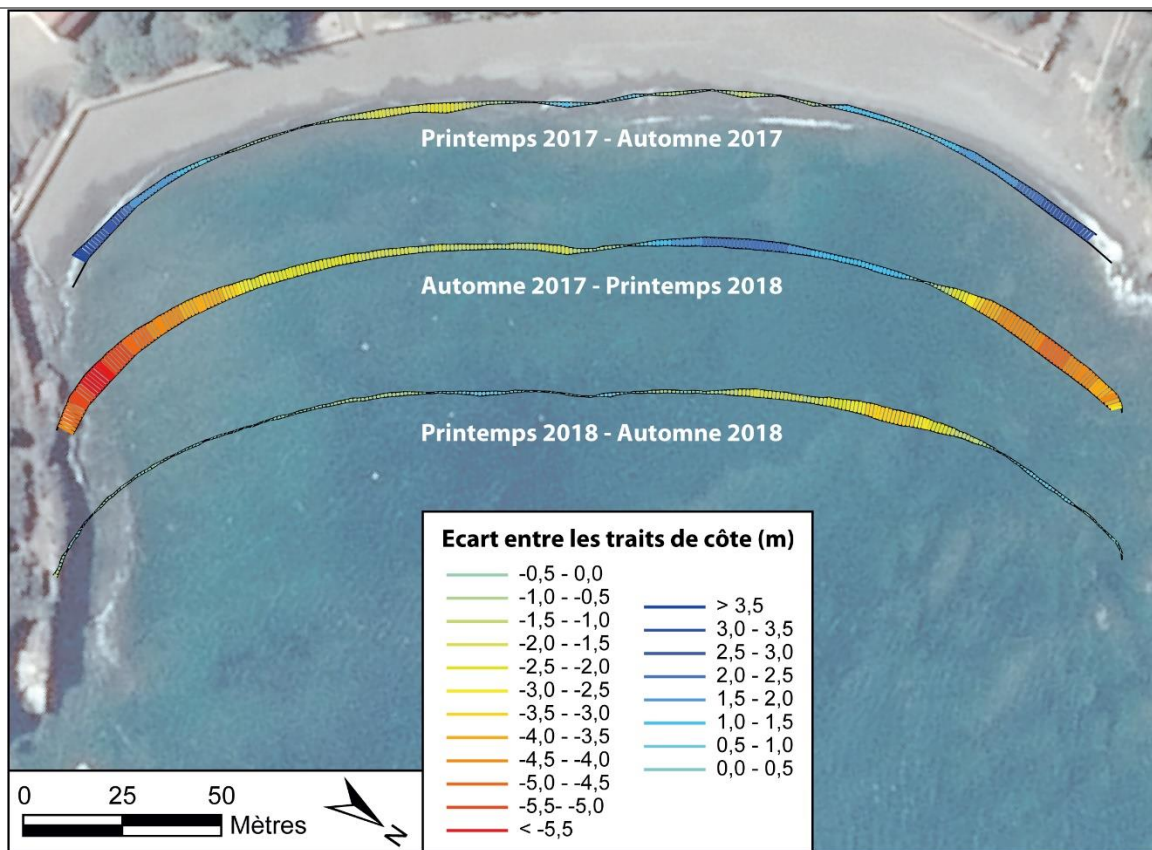 Printemps 2017 - Automne 2017
Automne 2017 - Printemps 2018
Printemps 2018 - Automne 2018
Ecart entre les traits de côte (m)
-0,5 - 0,0
-1,0 - -0,5
-1,5 - -1,0
-2,0 - -1,5
-2,5 - -2,0
-3,0 - -2,5
-3,5 - -3,0
-4,0 - -3,5
-4,5 - -4,0
-5,0 - -4,5
-5,5- -5,0
< -5,5
> 3,5
3,0 - 3,5
2,5 - 3,0
2,0 - 2,5
1,5 - 2,0
1,0 - 1,5
0,5 - 1,0
0,0 - 0,5
0 25 50
Mètres
N